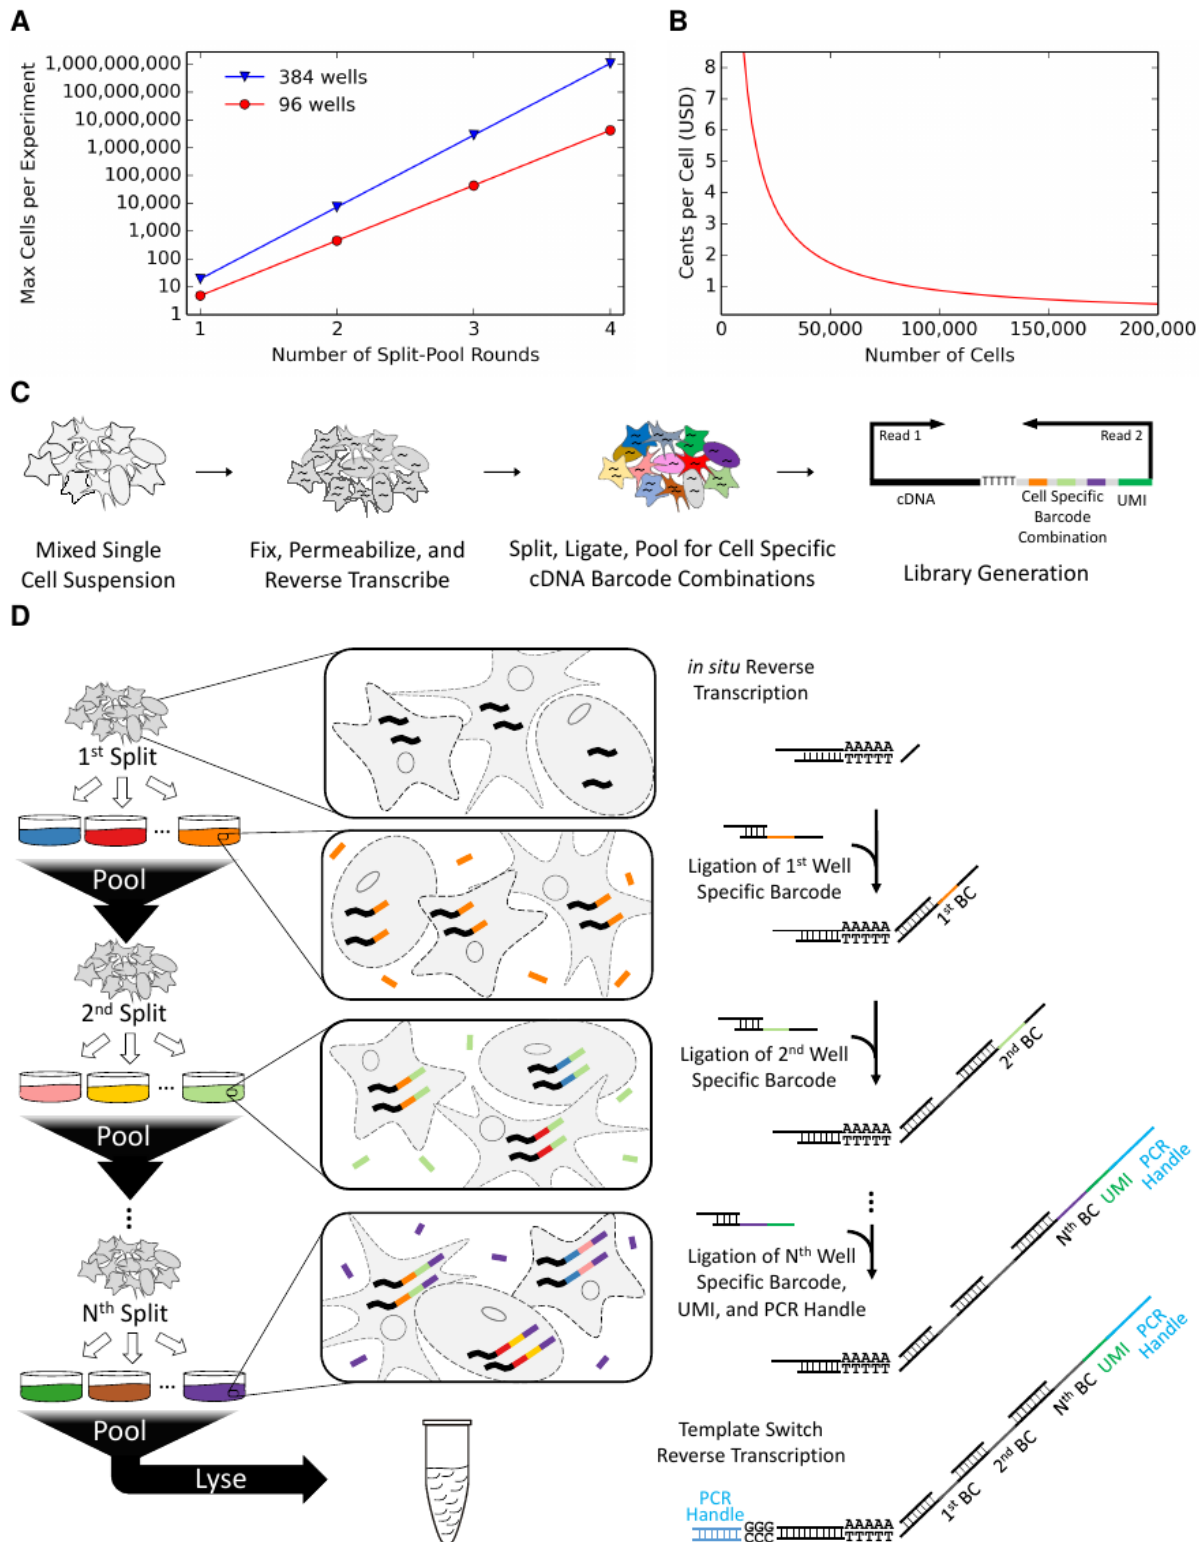 A
Max Cells per Experiment
1,000,000,000
100,000,000
10,000,000
1,000,000
100,000
10,000
1,000
100
10
1
384 wells
96 wells
1
2
3
4
Number of Split-Pool Rounds
B
Cents per Cell (USD)
8
7
6
5
4
3
2
1
0
50,000
100,000
150,000
200,000
Number of Cells
C
Mixed Single
Cell Suspension
Fix, Permeabilize, and
Reverse Transcribe
Split, Ligate, Pool for Cell Specific
cDNA Barcode Combinations
Read 1
Read 2
TTTTT
cDNA
Cell Specific
Barcode
Combination
UMI
Library Generation
D
1st Split
...
Pool
2nd Split
...
Pool
Nth Split
...
Pool
Lyse
in situ Reverse
Transcription
AAAAA
TTTTT
Ligation of 1st Well
Specific Barcode
AAAAA
TTTTT
1st BC
Ligation of 2nd Well
Specific Barcode
AAAAA
TTTTT
2nd BC
Ligation of Nth Well
Specific Barcode,
UMI, and PCR Handle
AAAAA
TTTTT
Nth BC
UMI
PCR
Handle
Template Switch
Reverse Transcription
PCR
Handle
GGG
CCC
AAAAA
TTTTT
1st BC
2nd BC
Nth BC
UMI
PCR
Handle